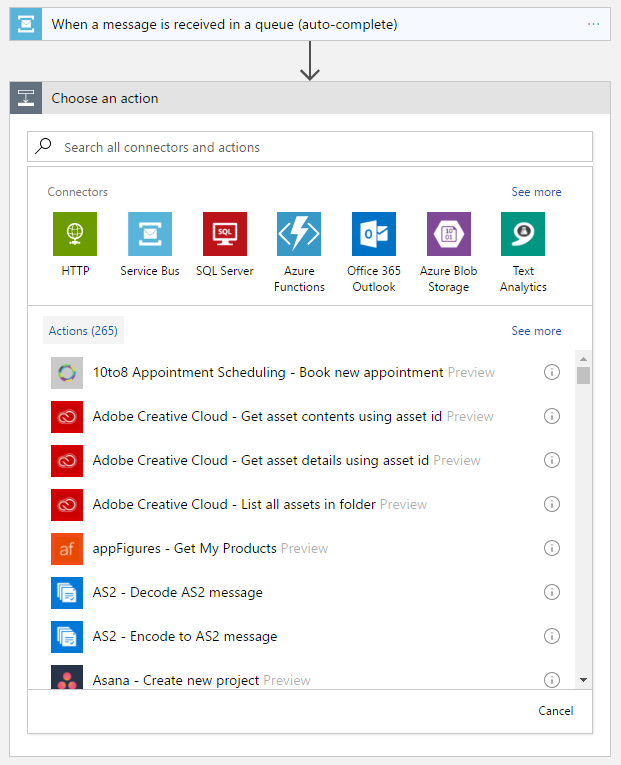 When a message is received in a queue (auto-complete)
...
Choose an action
Search all connectors and actions
Connectors
See more
SQL
10
01
HTTP
Service Bus
SQL Server
Azure
Functions
Office 365
Outlook
Azure Blob
Storage
Text
Analytics
Actions (265)
See more
10to8 Appointment Scheduling - Book new appointment Preview
Adobe Creative Cloud - Get asset contents using asset id Preview
Adobe Creative Cloud - Get asset details using asset id Preview
Adobe Creative Cloud - List all assets in folder Preview
af
appFigures - Get My Products Preview
AS2 - Decode AS2 message
AS2 - Encode to AS2 message
Asana - Create new project Preview
Cancel